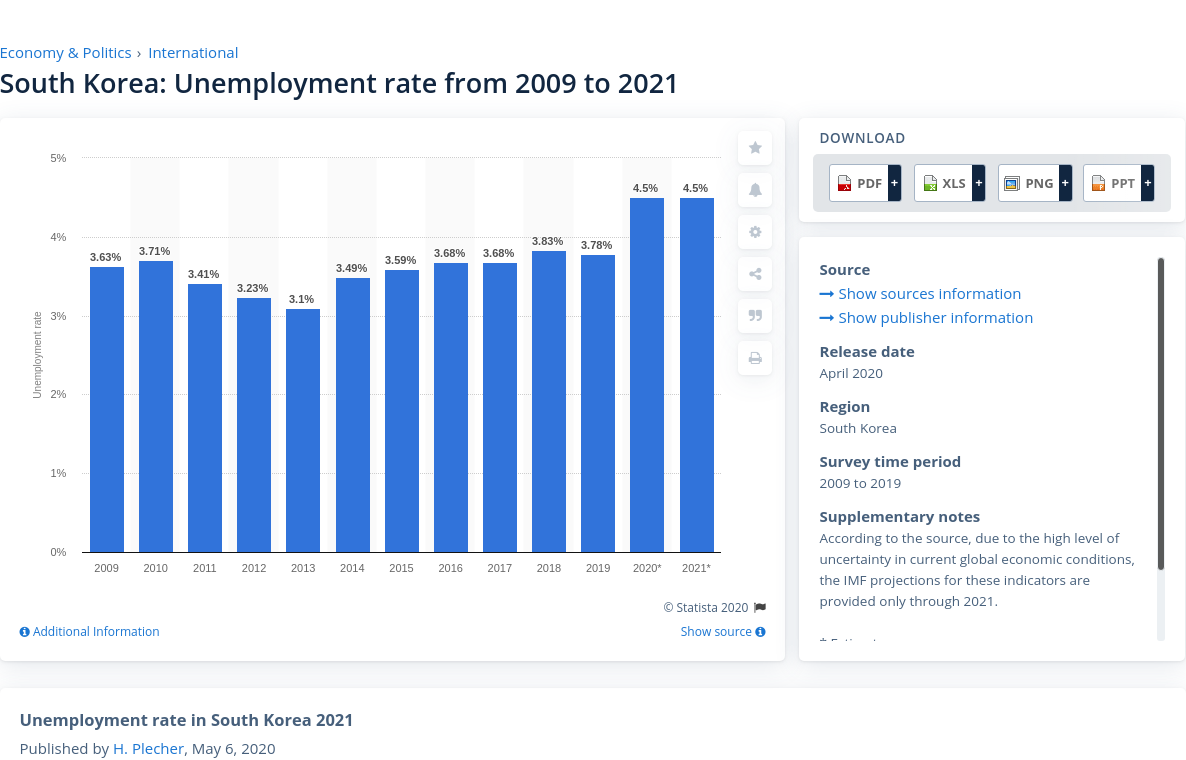 Economy & Politics › International
South Korea: Unemployment rate from 2009 to 2021
5%
4%
3%
2%
1%
0%
Unemployment rate
3.63%
3.71%
3.41%
3.23%
3.1%
3.49%
3.59%
3.68%
3.68%
3.83%
3.78%
4.5%
4.5%
2009 2010 2011 2012 2013 2014 2015 2016 2017 2018 2019 2020* 2021*
© Statista 2020
Additional Information
Show source
DOWNLOAD
PDF + XLS + PNG + PPT +
Source
Show sources information
Show publisher information
Release date
April 2020
Region
South Korea
Survey time period
2009 to 2019
Supplementary notes
According to the source, due to the high level of
uncertainty in current global economic conditions,
the IMF projections for these indicators are
provided only through 2021.
Unemployment rate in South Korea 2021
Published by H. Plecher, May 6, 2020